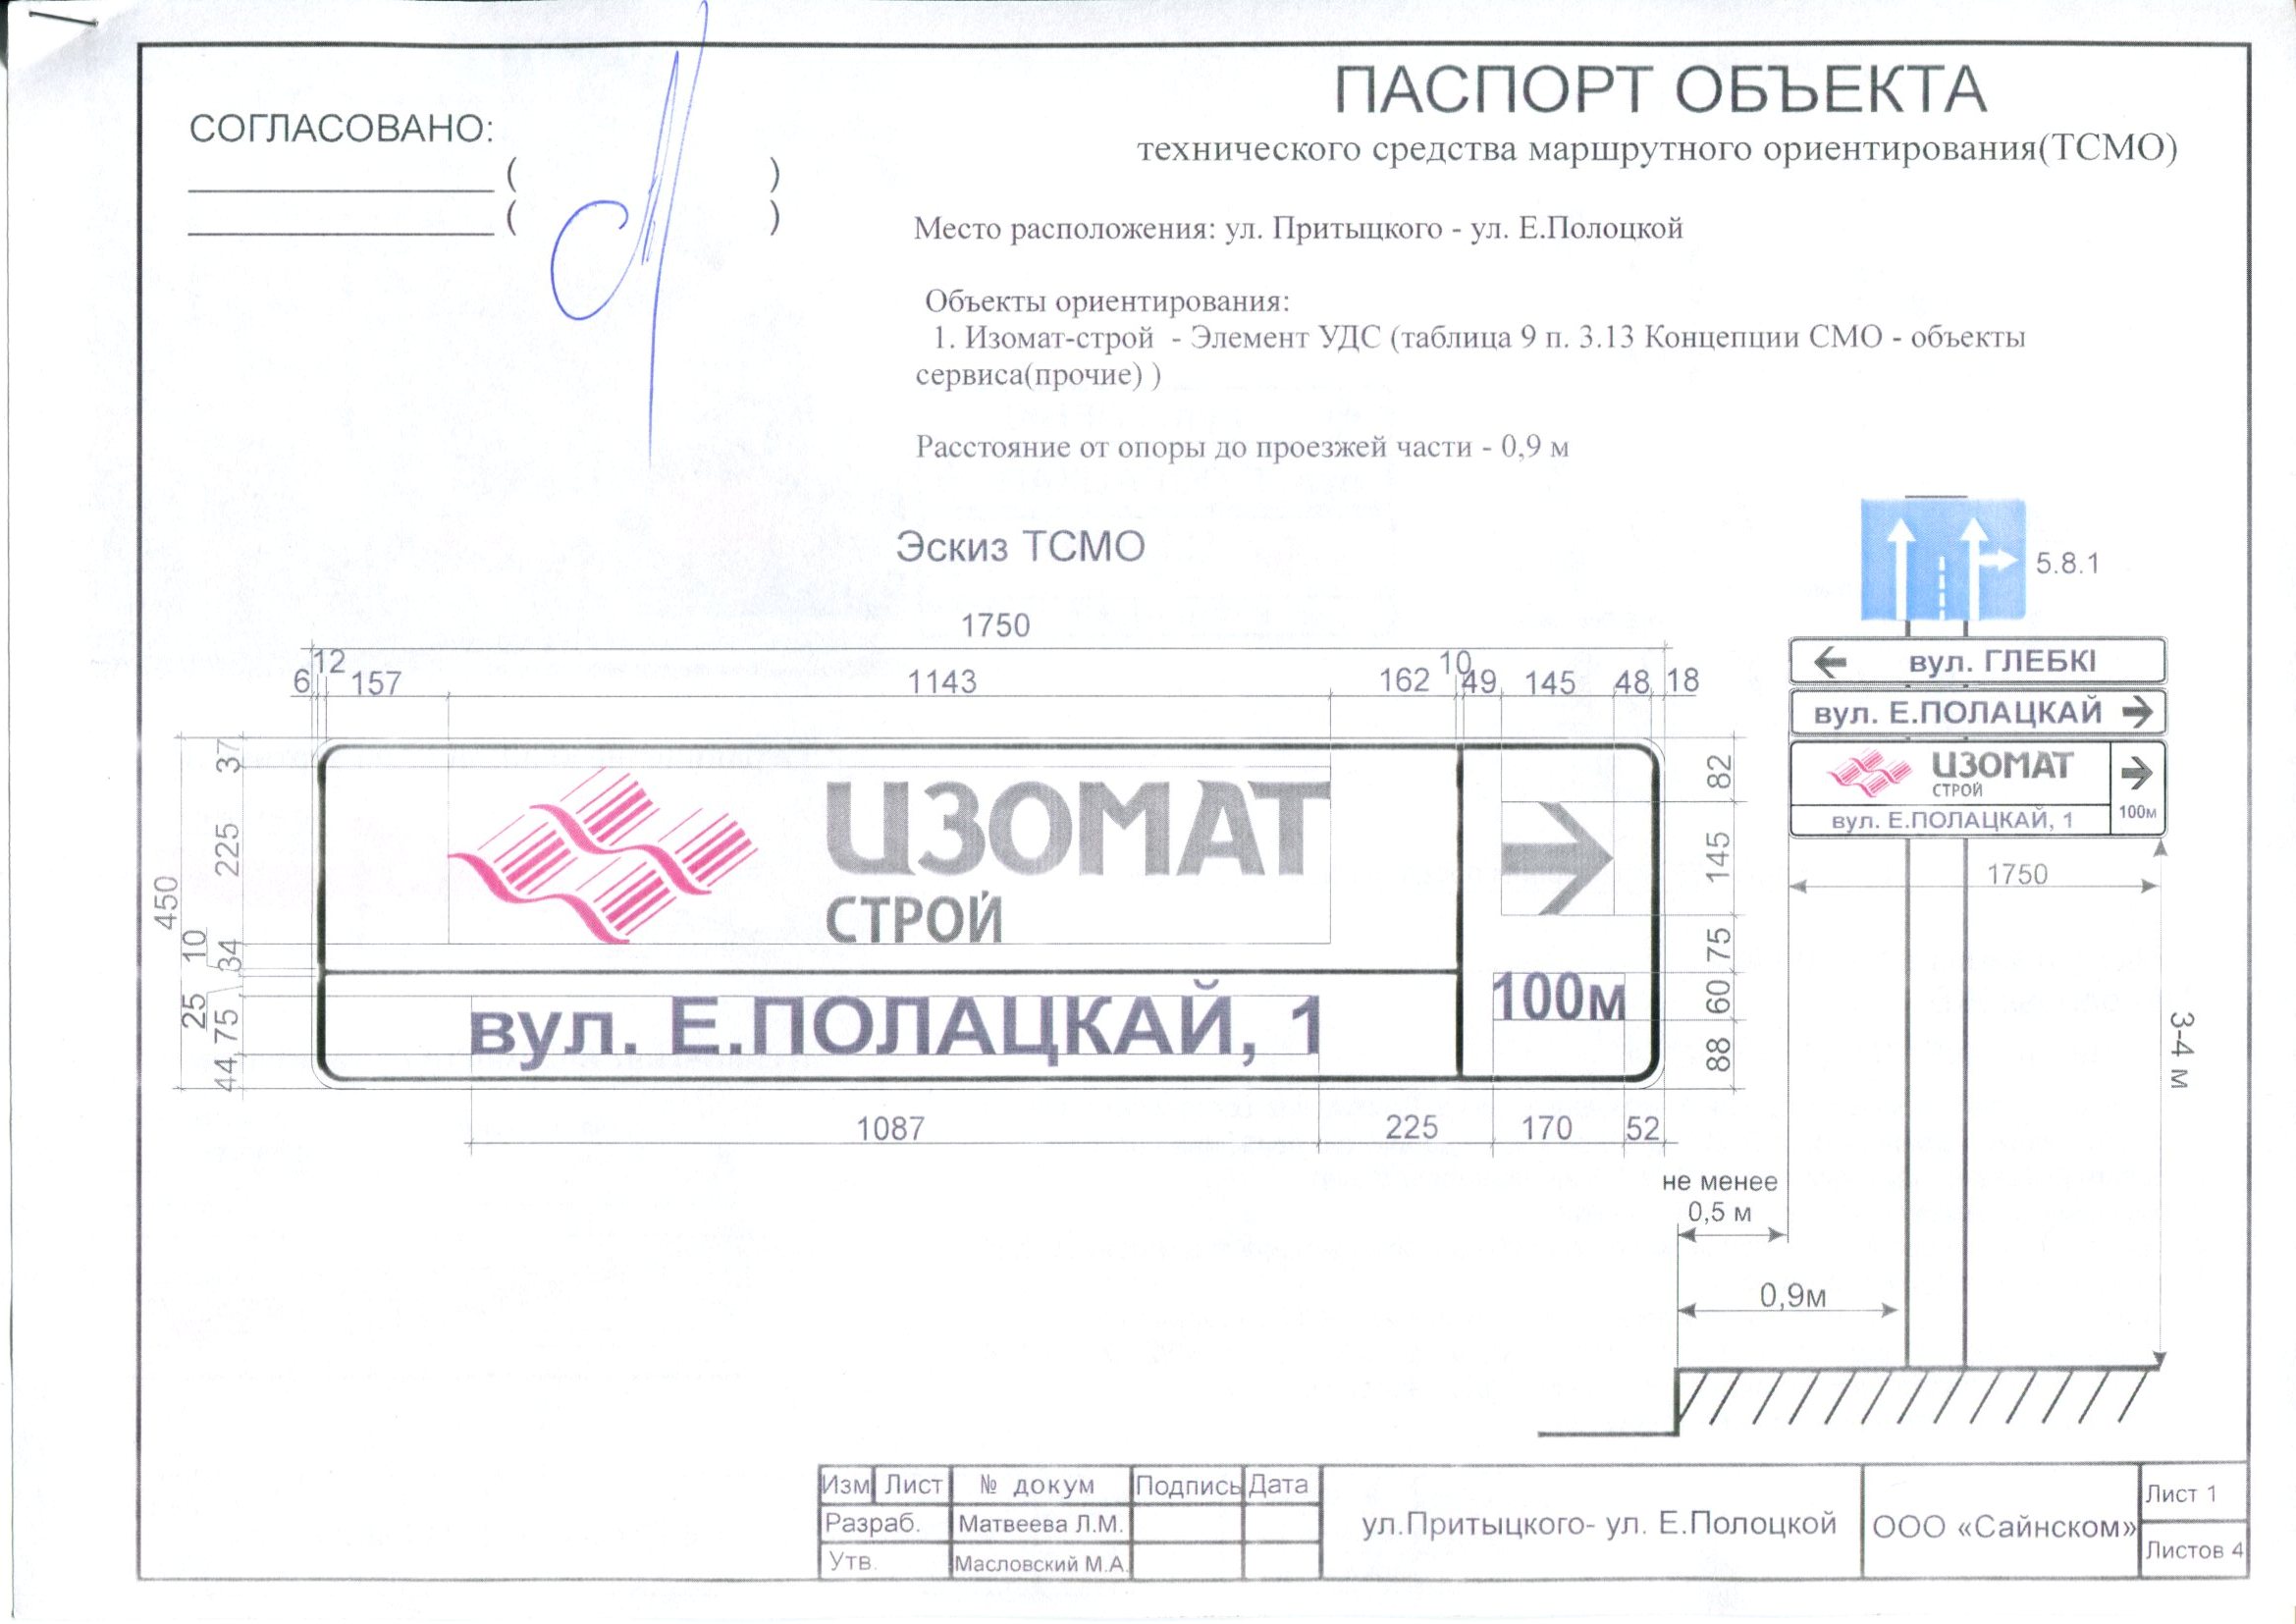 СОГЛАСОВАНО:
( )
( )
ПАСПОРТ ОБЪЕКТА
технического средства маршрутного ориентирования(ТСМО)
Место расположения: ул. Притыцкого - ул. Е.Полоцкой
Объекты ориентирования:
1. Изомат-строй - Элемент УДС (таблица 9 п. 3.13 Концепции СМО - объекты
сервиса(прочие) )
Расстояние от опоры до проезжей части - 0,9 м
Эскиз ТСМО
1750
6 12 157 1143 162 10 49 145 48 18
450
37
225
10
34
25
75
44
ИЗОМАТ
СТРОЙ
вул. Е.ПОЛАЦКАЙ, 1
100м
82
145
75
60
88
1087 225 170 52
5.8.1
вул. ГЛЕБКІ
вул. Е.ПОЛАЦКАЙ
ИЗОМАТ
СТРОЙ
вул. Е.ПОЛАЦКАЙ, 1
100м
1750
3-4 м
не менее
0,5 м
0,9м
Изм Лист № докум Подпись Дата
Разраб. Матвеева Л.М.
Утв. Масловский М.А.
ул.Притыцкого- ул. Е.Полоцкой
ООО «Сайнском»
Лист 1
Листов 4